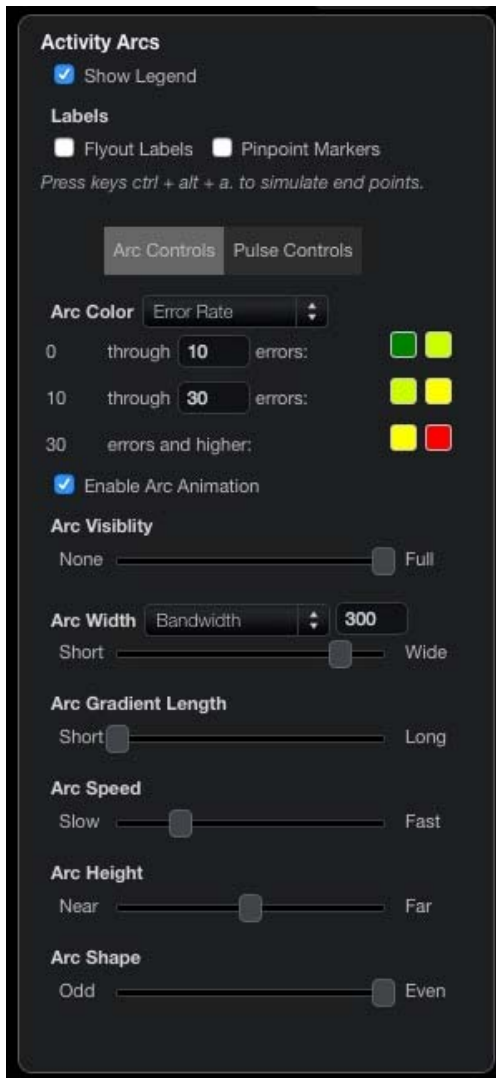 Activity Arcs
Show Legend
Labels
Flyout Labels Pinpoint Markers
Press keys ctrl + alt + a. to simulate end points.
Arc Controls Pulse Controls
Arc Color Error Rate
0 through 10 errors:
10 through 30 errors:
30 errors and higher:
Enable Arc Animation
Arc Visiblity
None Full
Arc Width Bandwidth 300
Short Wide
Arc Gradient Length
Short Long
Arc Speed
Slow Fast
Arc Height
Near Far
Arc Shape
Odd Even